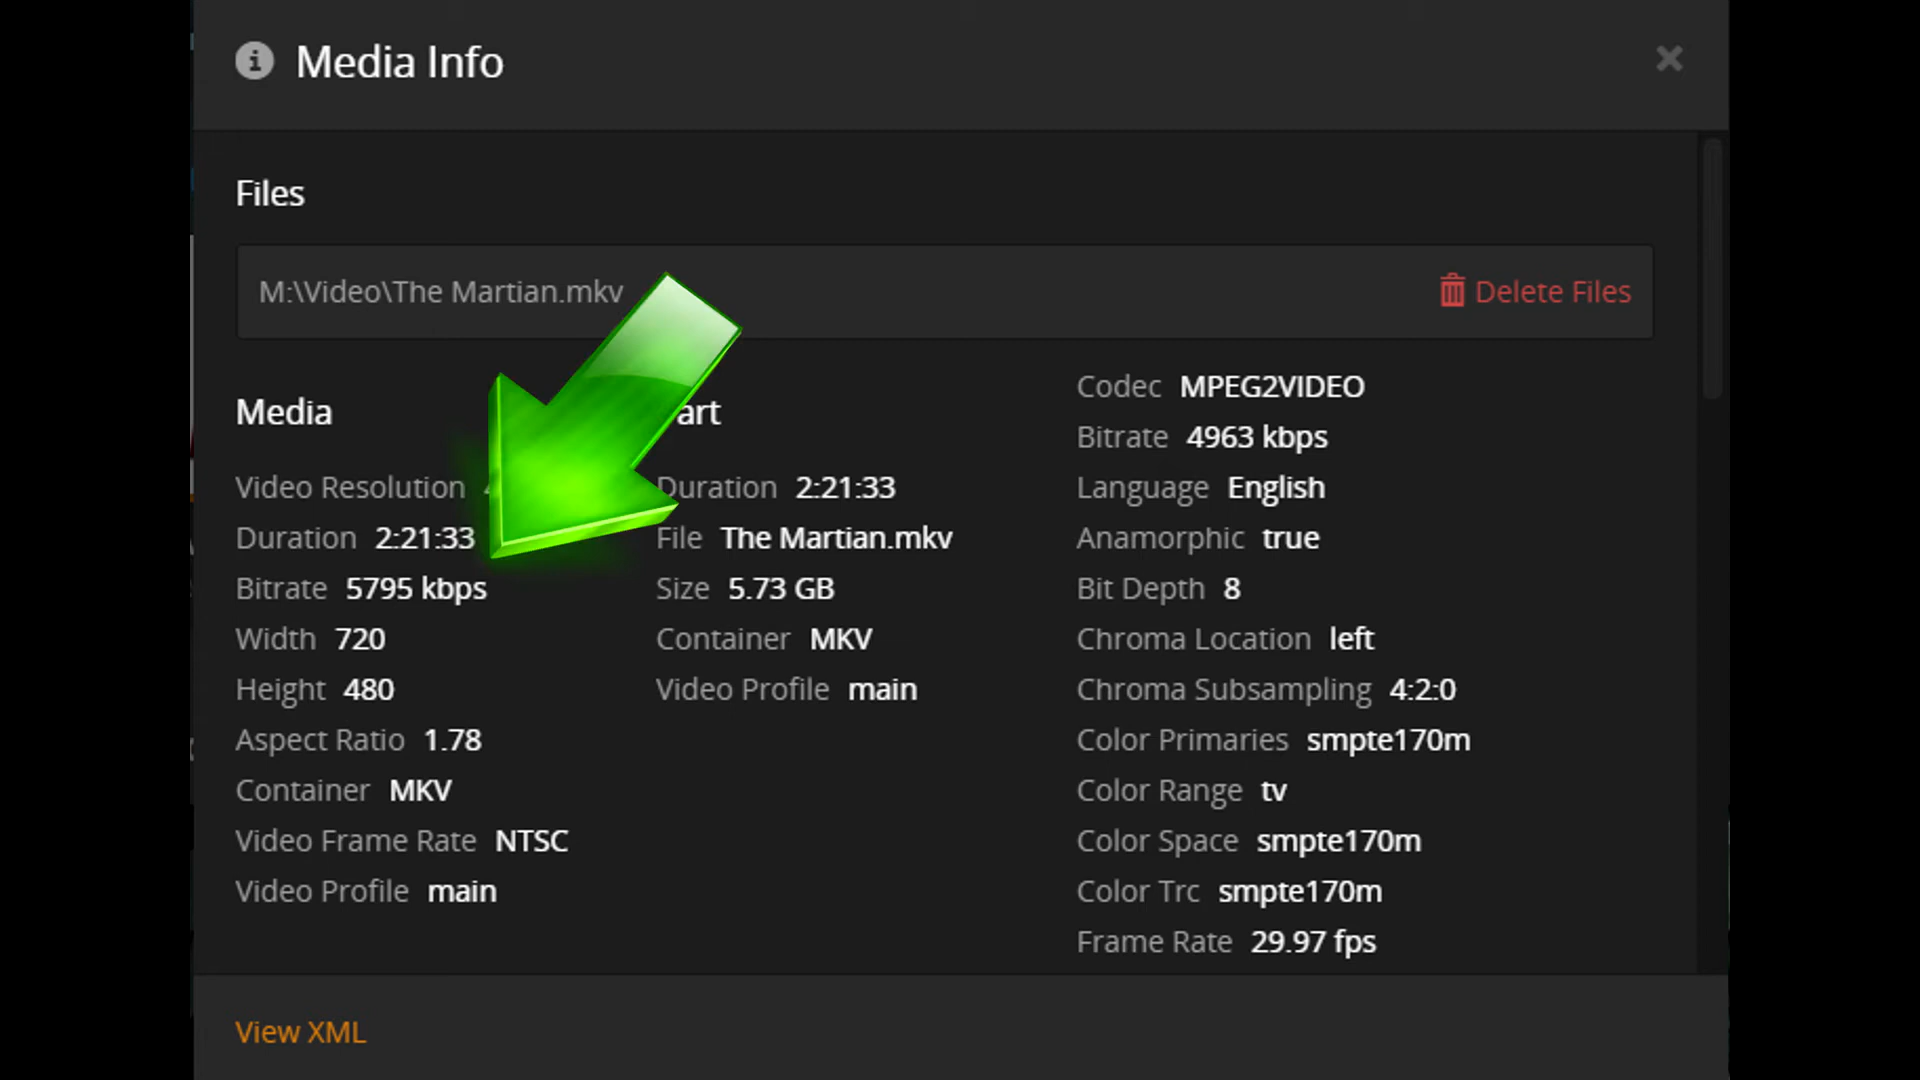 Media Info
Files
M:\Video\The Martian.mkv
Delete Files
Media
Video Resolution
Duration 2:21:33
Bitrate 5795 kbps
Width 720
Height 480
Aspect Ratio 1.78
Container MKV
Video Frame Rate NTSC
Video Profile main
art
Duration 2:21:33
File The Martian.mkv
Size 5.73 GB
Container MKV
Video Profile main
Codec MPEG2VIDEO
Bitrate 4963 kbps
Language English
Anamorphic true
Bit Depth 8
Chroma Location left
Chroma Subsampling 4:2:0
Color Primaries smpte170m
Color Range tv
Color Space smpte170m
Color Trc smpte170m
Frame Rate 29.97 fps
View XML